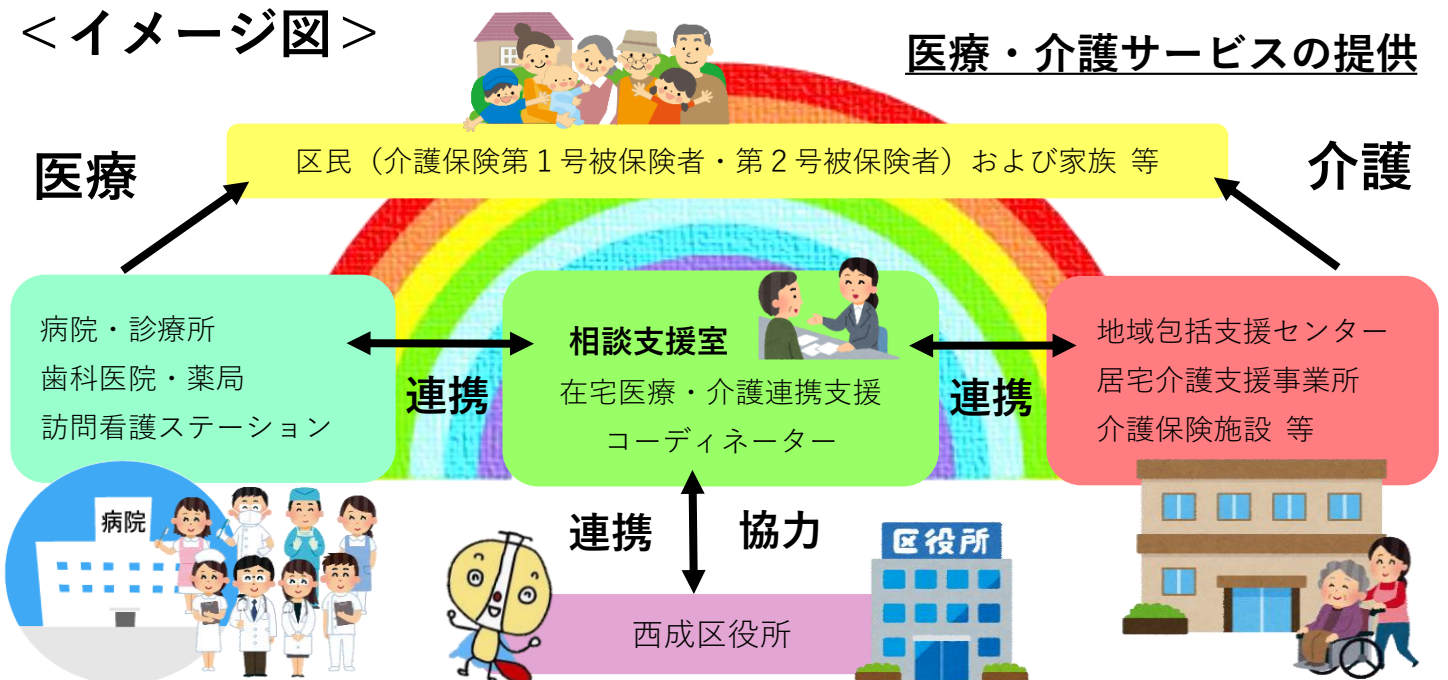 ＜イメージ図＞
医療・介護サービスの提供
医療
区民（介護保険第１号被保険者・第２号被保険者）および家族 等
介護
病院・診療所
歯科医院・薬局
訪問看護ステーション
連携
相談支援室
在宅医療・介護連携支援
コーディネーター
連携
地域包括支援センター
居宅介護支援事業所
介護保険施設 等
病院
連携
協力
区役所
西成区役所